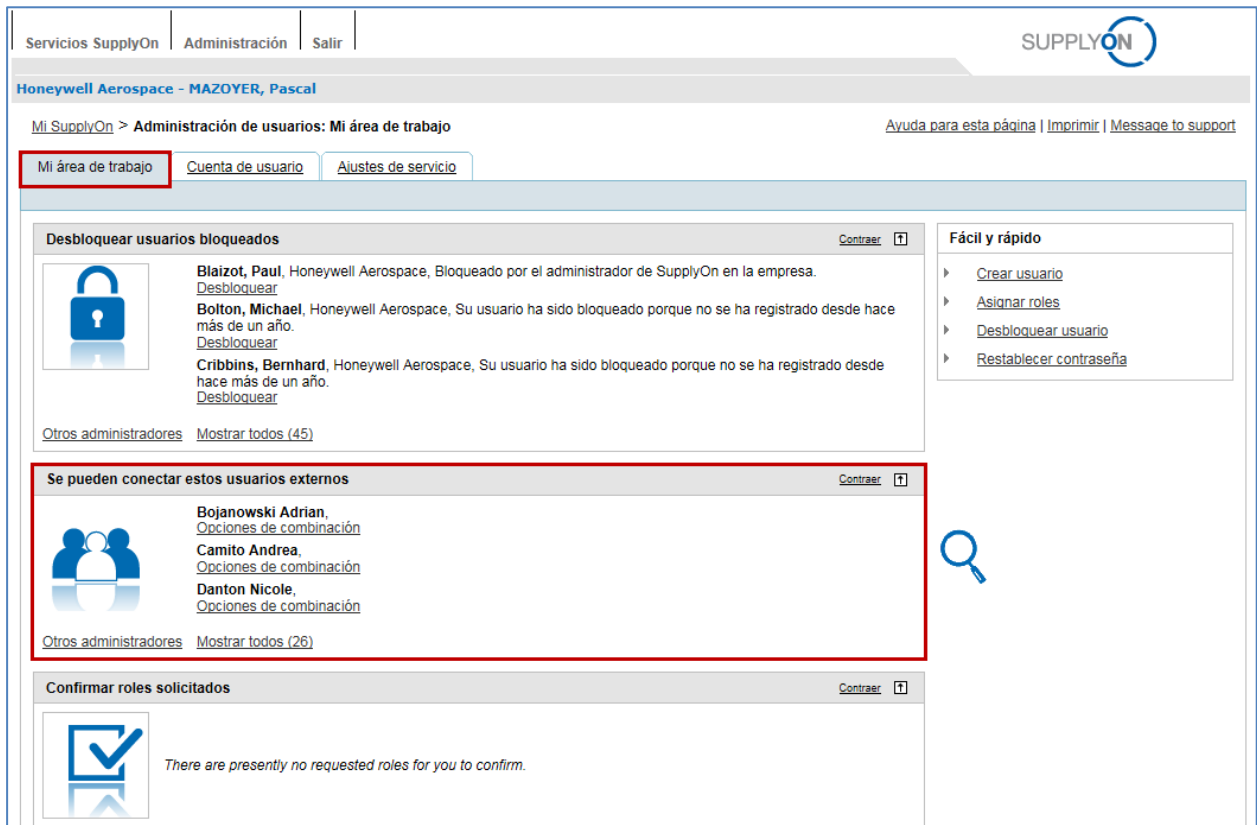 Servicios SupplyOn Administración Salir
SUPPLYON
Honeywell Aerospace - MAZOYER, Pascal
Mi SupplyOn > Administración de usuarios: Mi área de trabajo
Ayuda para esta página | Imprimir | Message to support
Mi área de trabajo Cuenta de usuario Ajustes de servicio
Desbloquear usuarios bloqueados Contraer
Blaizot, Paul, Honeywell Aerospace, Bloqueado por el administrador de SupplyOn en la empresa.
Desbloquear
Bolton, Michael, Honeywell Aerospace, Su usuario ha sido bloqueado porque no se ha registrado desde hace
más de un año.
Desbloquear
Cribbins, Bernhard, Honeywell Aerospace, Su usuario ha sido bloqueado porque no se ha registrado desde
hace más de un año.
Desbloquear
Otros administradores Mostrar todos (45)
Fácil y rápido
Crear usuario
Asignar roles
Desbloquear usuario
Restablecer contraseña
Se pueden conectar estos usuarios externos Contraer
Bojanowski Adrian,
Opciones de combinación
Camito Andrea,
Opciones de combinación
Danton Nicole,
Opciones de combinación
Otros administradores Mostrar todos (26)
Confirmar roles solicitados Contraer
There are presently no requested roles for you to confirm.